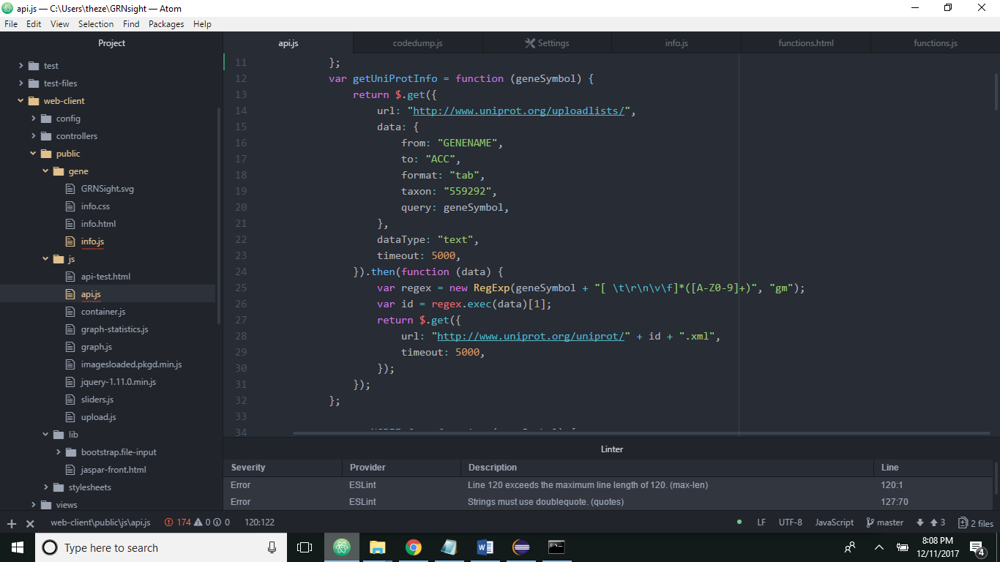 api.js — C:\Users\theze\GRNsight — Atom
File Edit View Selection Find Packages Help
Project
test
test-files
web-client
config
controllers
public
gene
GRNSight.svg
info.css
info.html
info.js
js
api-test.html
api.js
container.js
graph-statistics.js
graph.js
imagesloaded.pkgd.min.js
jquery-1.11.0.min.js
sliders.js
upload.js
lib
bootstrap.file-input
jaspar-front.html
stylesheets
views
api.js codedump.js Settings info.js functions.html functions.js
11 };
12 var getUniProtInfo = function (geneSymbol) {
13 return $.get({
14 url: "http://www.uniprot.org/uploadlists/",
15 data: {
16 from: "GENENAME",
17 to: "ACC",
18 format: "tab",
19 taxon: "559292",
20 query: geneSymbol,
21 },
22 dataType: "text",
23 timeout: 5000,
24 }).then(function (data) {
25 var regex = new RegExp(geneSymbol + "[ \t\r\n\v\f]*([A-Z0-9]+)", "gm");
26 var id = regex.exec(data)[1];
27 return $.get({
28 url: "http://www.uniprot.org/uniprot/" + id + ".xml",
29 timeout: 5000,
30 });
31 });
32 };
33
34
Linter
Severity Provider Description Line
Error ESLint Line 120 exceeds the maximum line length of 120. (max-len) 120:1
Error ESLint Strings must use doublequote. (quotes) 127:70
web-client\public\js\api.js 174 0 0 120:122 LF UTF-8 JavaScript master 3 2 files
Type here to search
8:08 PM
12/11/2017
4